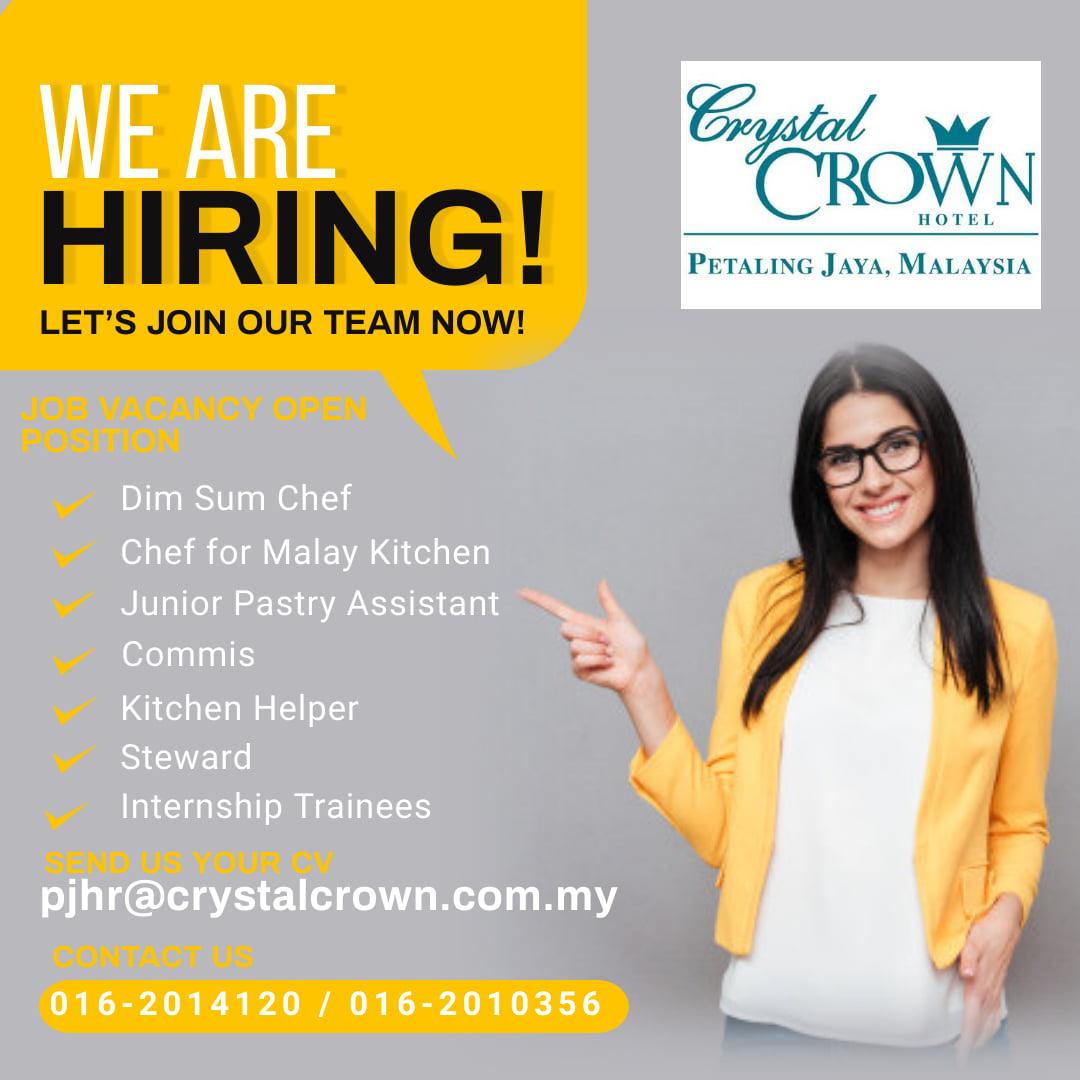 WE ARE
HIRING!
LET'S JOIN OUR TEAM NOW!
Crystal
CROWN
HOTEL
PETALING JAYA, MALAYSIA
JOB VACANCY OPEN
POSITION
Dim Sum Chef
Chef for Malay Kitchen
Junior Pastry Assistant
Commis
Kitchen Helper
Steward
Internship Trainees
SEND US YOUR CV
pjhr@crystalcrown.com.my
CONTACT US
016-2014120 / 016-2010356